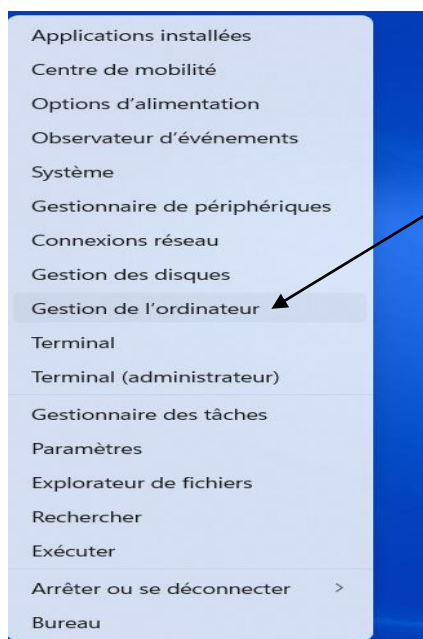 Applications installées
Centre de mobilité
Options d’alimentation
Observateur d’événements
Système
Gestionnaire de périphériques
Connexions réseau
Gestion des disques
Gestion de l’ordinateur
Terminal
Terminal (administrateur)
Gestionnaire des tâches
Paramètres
Explorateur de fichiers
Rechercher
Exécuter
Arrêter ou se déconnecter >
Bureau